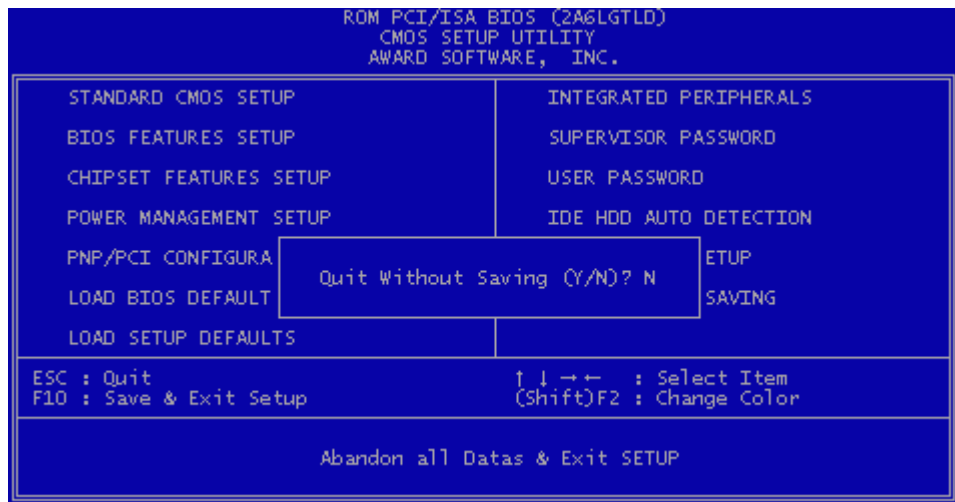 ROM PCI/ISA BIOS (2A6LGTLD)
CMOS SETUP UTILITY
AWARD SOFTWARE, INC.
STANDARD CMOS SETUP
BIOS FEATURES SETUP
CHIPSET FEATURES SETUP
POWER MANAGEMENT SETUP
PNP/PCI CONFIGURA
LOAD BIOS DEFAULT
LOAD SETUP DEFAULTS
INTEGRATED PERIPHERALS
SUPERVISOR PASSWORD
USER PASSWORD
IDE HDD AUTO DETECTION
ETUP
SAVING
Quit Without Saving (Y/N)? N
ESC : Quit
F10 : Save & Exit Setup
↑ ↓ → ← : Select Item
(Shift)F2 : Change Color
Abandon all Datas & Exit SETUP